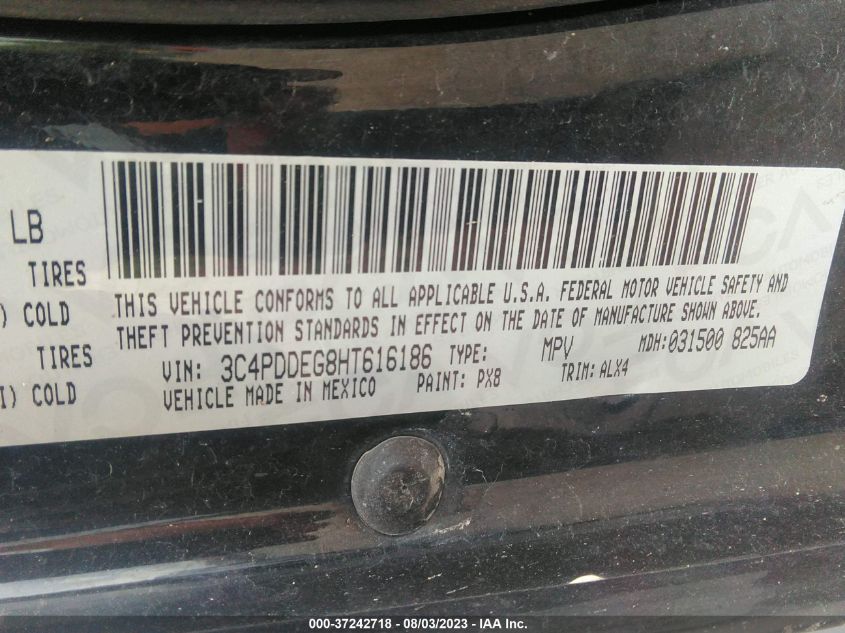 LB
TIRES
) COLD
TIRES
I) COLD
THIS VEHICLE CONFORMS TO ALL APPLICABLE U.S.A. FEDERAL MOTOR VEHICLE SAFETY AND
THEFT PREVENTION STANDARDS IN EFFECT ON THE DATE OF MANUFACTURE SHOWN ABOVE.
VIN: 3C4PDDEG8HT616186 TYPE: MPV MDH: 031500 825AA
VEHICLE MADE IN MEXICO PAINT: PX8 TRIM: ALX4
000-37242718 - 08/03/2023 - © IAA, Inc.